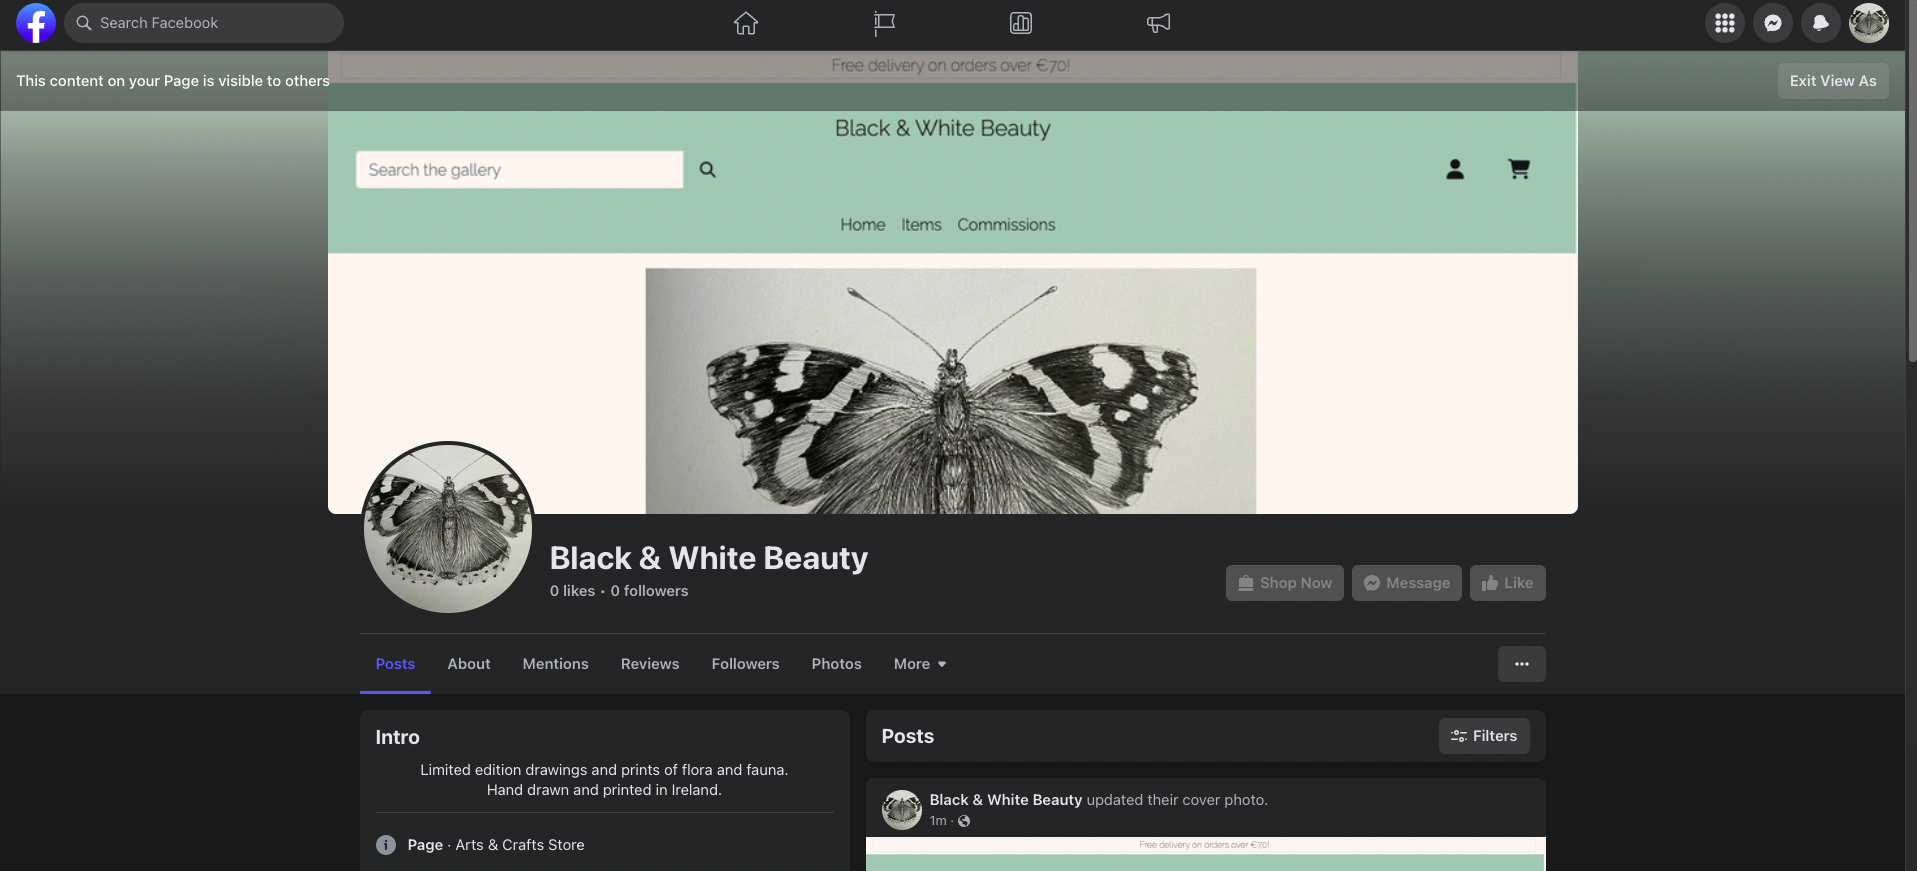 Search Facebook
This content on your Page is visible to others
Exit View As
Free delivery on orders over €70!
Black & White Beauty
Search the gallery
Home Items Commissions
Black & White Beauty
0 likes • 0 followers
Shop Now Message Like
Posts About Mentions Reviews Followers Photos More
Intro
Limited edition drawings and prints of flora and fauna.
Hand drawn and printed in Ireland.
Page · Arts & Crafts Store
Posts
Filters
Black & White Beauty updated their cover photo.
1m ·
Free delivery on orders over €70!